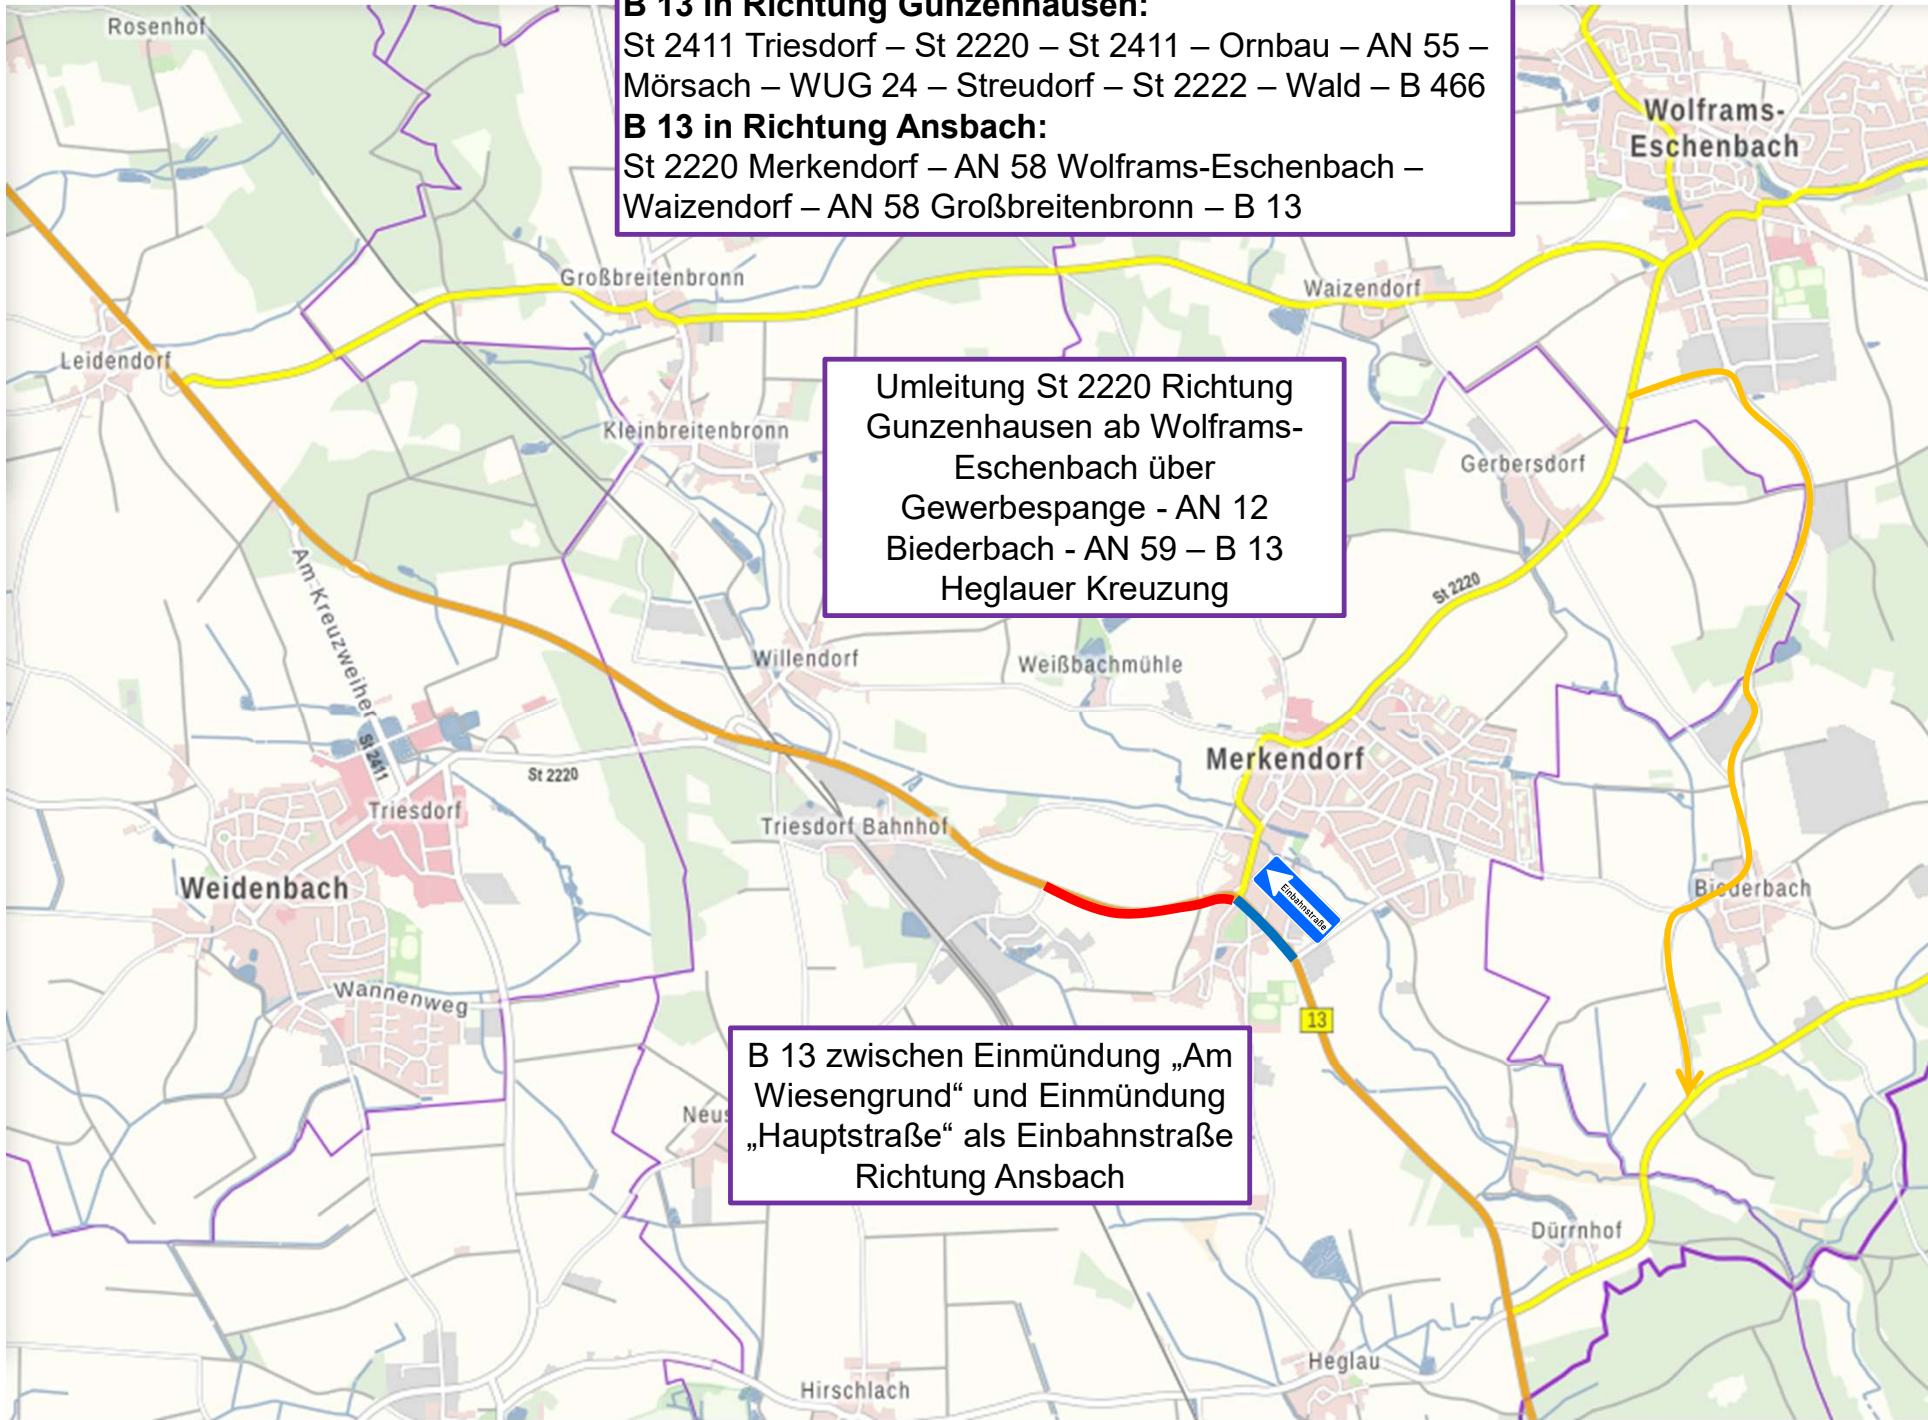 B 13 in Richtung Gunzenhausen:
St 2411 Triesdorf – St 2220 – St 2411 – Ornbau – AN 55 –
Mörsach – WUG 24 – Streudorf – St 2222 – Wald – B 466
B 13 in Richtung Ansbach:
St 2220 Merkendorf – AN 58 Wolframs-Eschenbach –
Waizendorf – AN 58 Großbreitenbronn – B 13
Rosenhof
Wolframs-
Eschenbach
Großbreitenbronn
Waizendorf
Leidendorf
Umleitung St 2220 Richtung
Gunzenhausen ab Wolframs-
Eschenbach über
Gewerbespange - AN 12
Biederbach - AN 59 – B 13
Heglauer Kreuzung
Kleinbreitenbronn
Gerbersdorf
Am-Kreuzweiher
St 2220
Willendorf
Weißbachmühle
St 2411
Merkendorf
St 2220
Triesdorf
Triesdorf Bahnhof
Weidenbach
Einbahnstraße
Biederbach
Wannenweg
13
B 13 zwischen Einmündung „Am
Wiesengrund“ und Einmündung
„Hauptstraße“ als Einbahnstraße
Richtung Ansbach
Neus
Dürrnhof
Heglau
Hirschlach